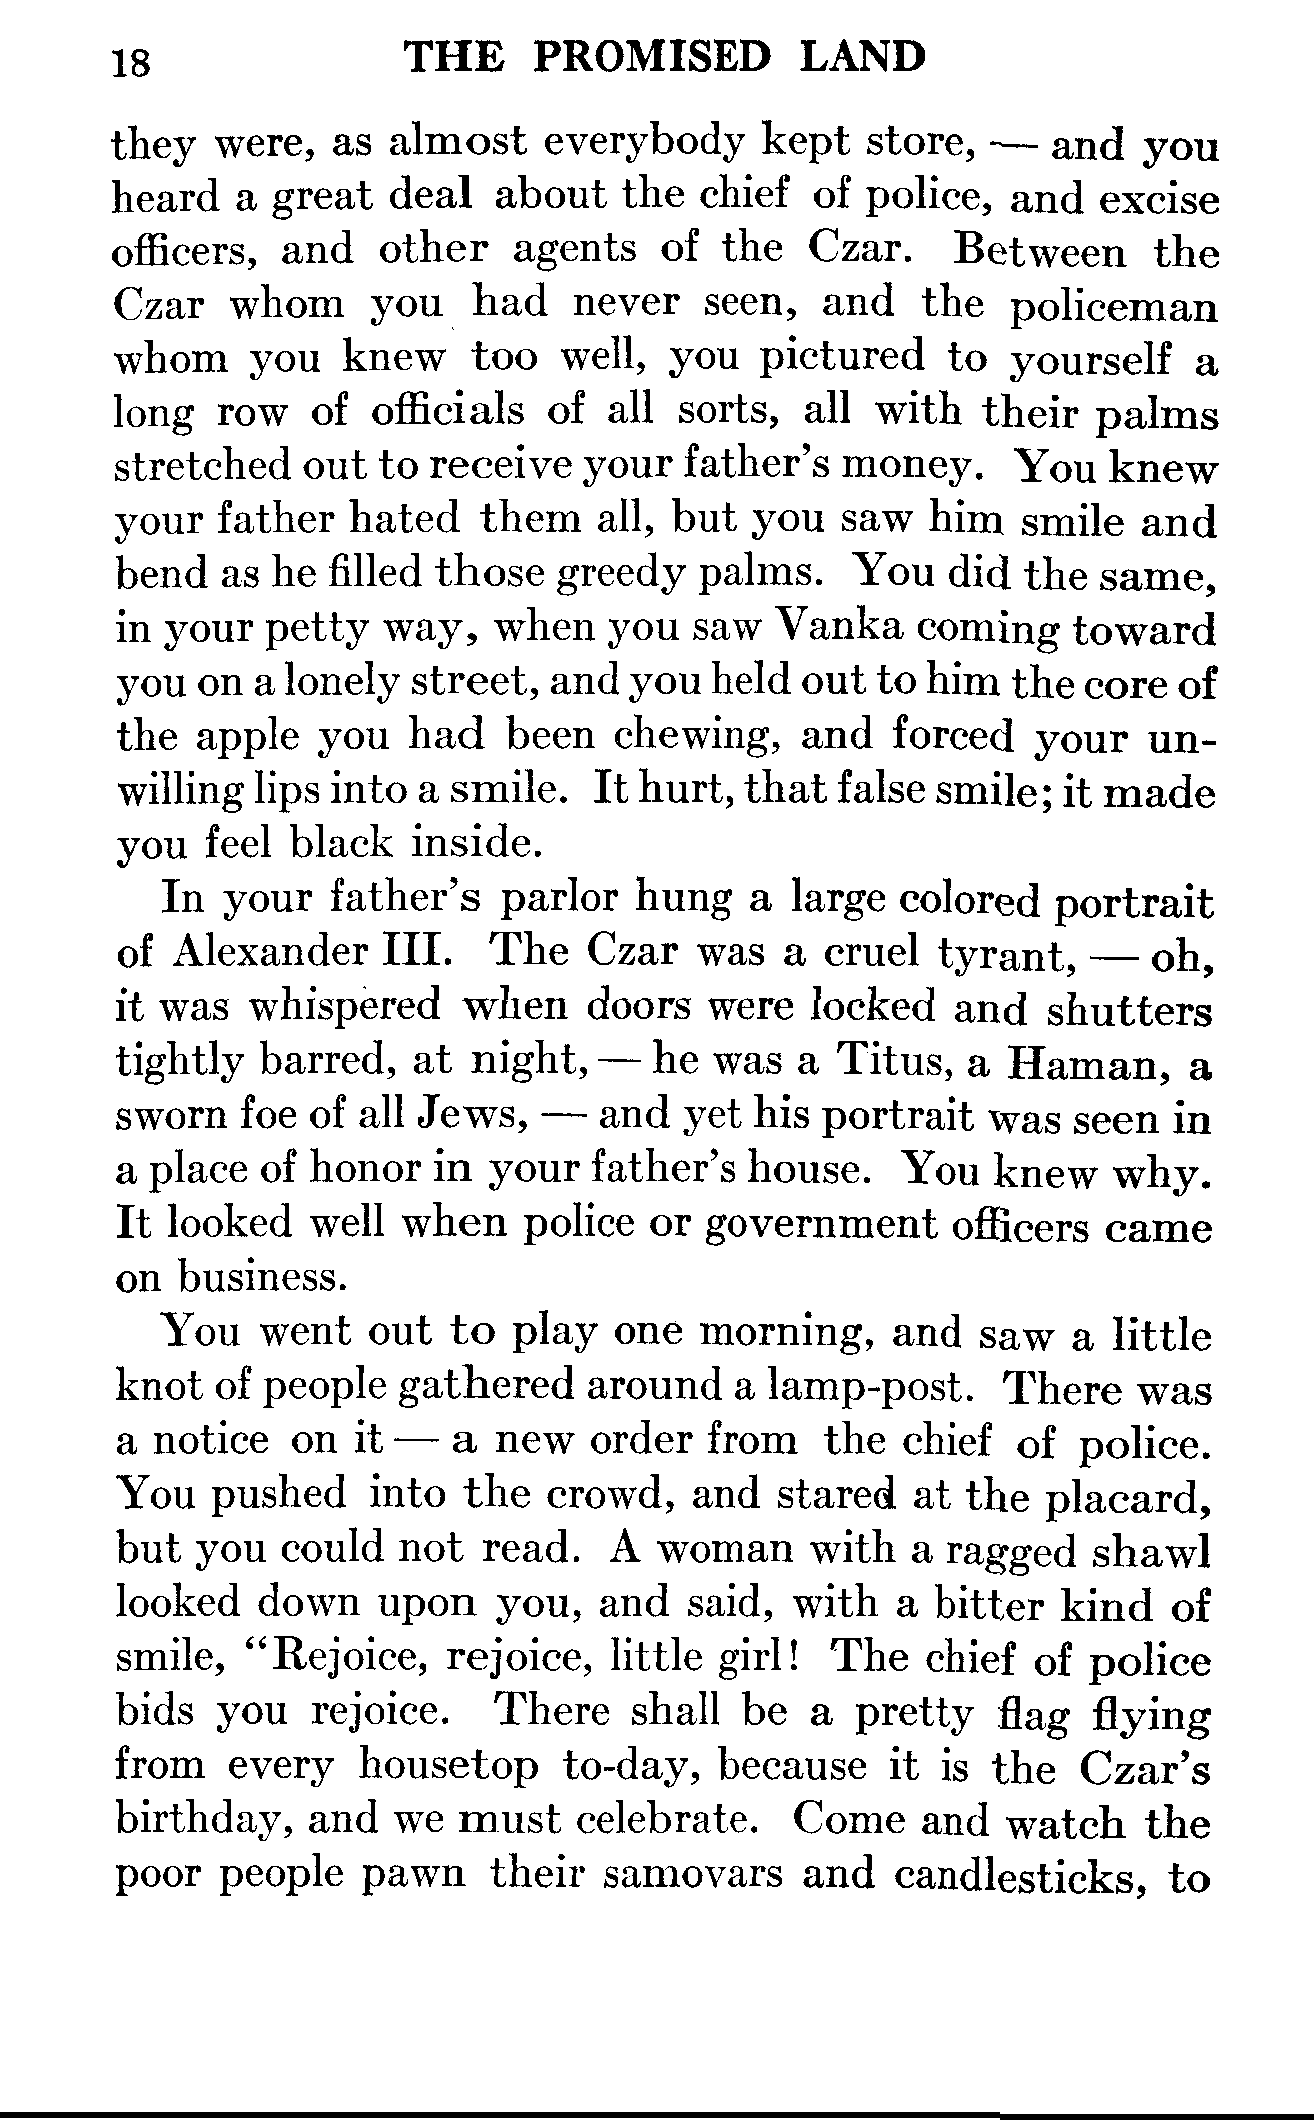 18 THE PROMISED LAND
they were, as almost everybody kept store, — and you
heard a great deal about the chief of police, and excise
officers, and other agents of the Czar. Between the
Czar whom you had never seen, and the policeman
whom you knew too well, you pictured to yourself a
long row of officials of all sorts, all with their palms
stretched out to receive your father's money. You knew
your father hated them all, but you saw him smile and
bend as he filled those greedy palms. You did the same,
in your petty way, when you saw Vanka coming toward
you on a lonely street, and you held out to him the core of
the apple you had been chewing, and forced your un-
willing lips into a smile. It hurt, that false smile; it made
you feel black inside.
In your father's parlor hung a large colored portrait
of Alexander III. The Czar was a cruel tyrant, — oh,
it was whispered when doors were locked and shutters
tightly barred, at night, — he was a Titus, a Haman, a
sworn foe of all Jews, — and yet his portrait was seen in
a place of honor in your father's house. You knew why.
It looked well when police or government officers came
on business.
You went out to play one morning, and saw a little
knot of people gathered around a lamp-post. There was
a notice on it — a new order from the chief of police.
You pushed into the crowd, and stared at the placard,
but you could not read. A woman with a ragged shawl
looked down upon you, and said, with a bitter kind of
smile, "Rejoice, rejoice, little girl! The chief of police
bids you rejoice. There shall be a pretty flag flying
from every housetop to-day, because it is the Czar's
birthday, and we must celebrate. Come and watch the
poor people pawn their samovars and candlesticks, to